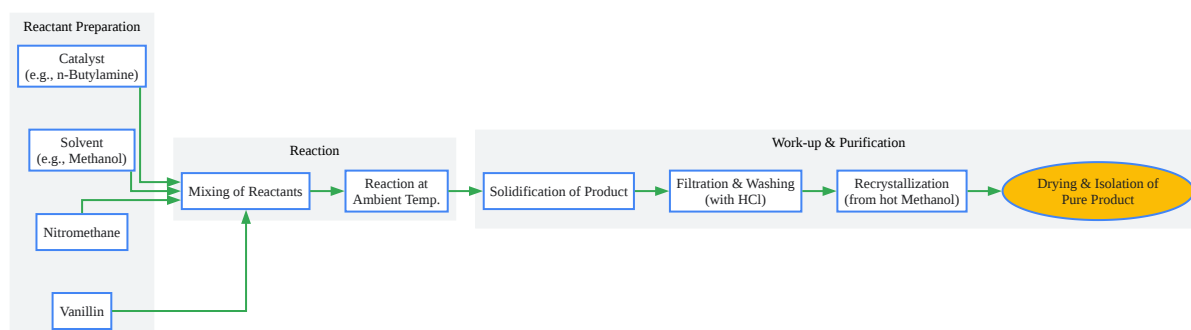 Reactant Preparation
Catalyst
(e.g., n-Butylamine)
Solvent
(e.g., Methanol)
Nitromethane
Vanillin
Reaction
Mixing of Reactants
Reaction at
Ambient Temp.
Work-up & Purification
Solidification of Product
Filtration & Washing
(with HCl)
Recrystallization
(from hot Methanol)
Drying & Isolation of
Pure Product